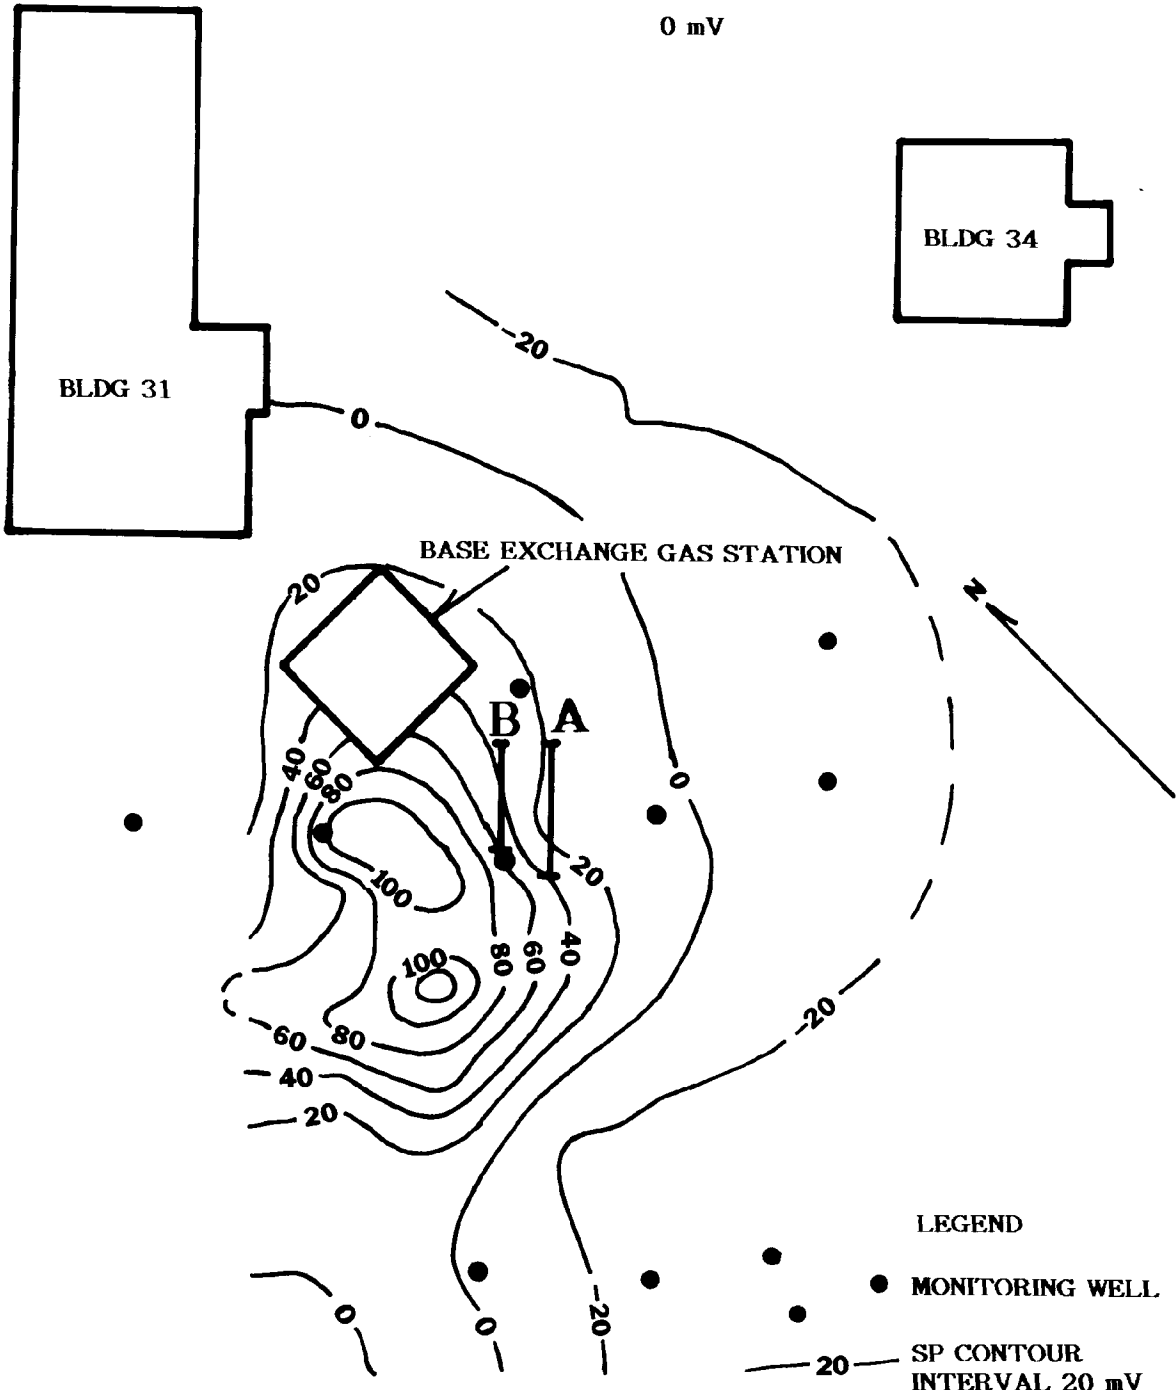 0 mV
BLDG 34
-20
BLDG 31
0
BASE EXCHANGE GAS STATION
20
N
B A
40
60
80
0
20
100
100
80
60
40
-20
60
80
40
20
LEGEND
MONITORING WELL
0
0
-20
20
SP CONTOUR
INTERVAL 20 mV